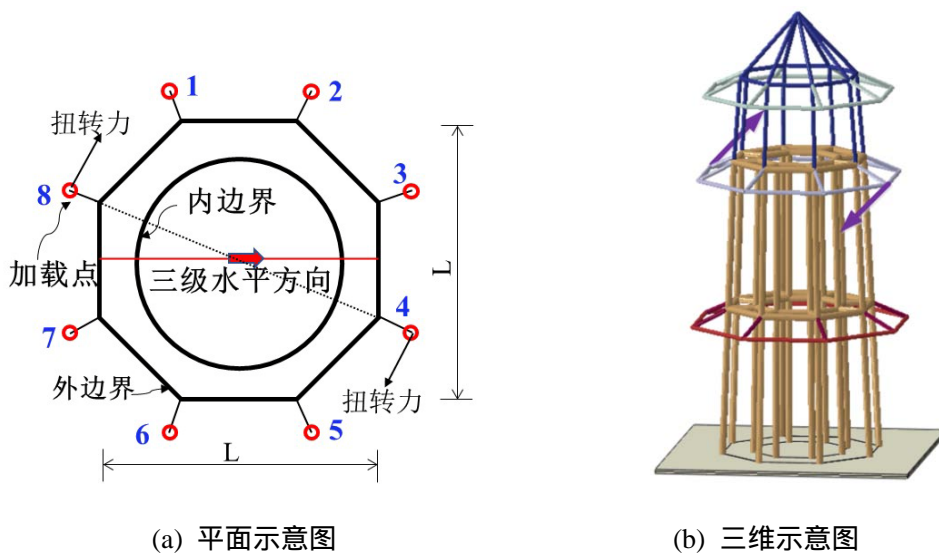 1
2
扭转力
8
3
内边界
加载点
三级水平方向
L
4
7
外边界
扭转力
6
5
L
(a) 平面示意图
(b) 三维示意图